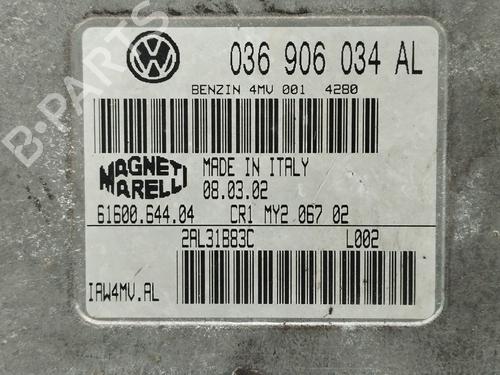 036 906 034 AL
BENZIN 4MV 001 4280
MAGNETI MARELLI
MADE IN ITALY
08.03.02
61600.644.04 CR1 MY2 067 02
2AL31B83C L002
IAW4MV.AL
B-PARTS